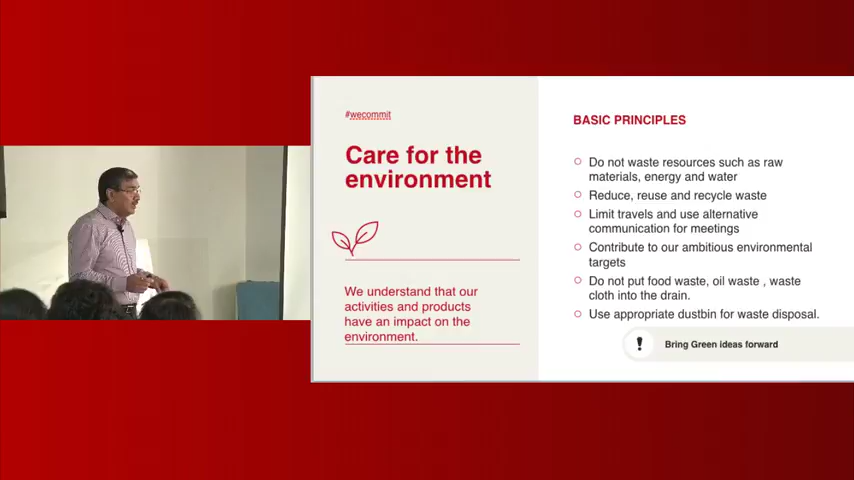 #wecommit
Care for the
environment
We understand that our
activities and products
have an impact on the
environment.
BASIC PRINCIPLES
Do not waste resources such as raw
materials, energy and water
Reduce, reuse and recycle waste
Limit travels and use alternative
communication for meetings
Contribute to our ambitious environmental
targets
Do not put food waste, oil waste , waste
cloth into the drain.
Use appropriate dustbin for waste disposal.
! Bring Green ideas forward